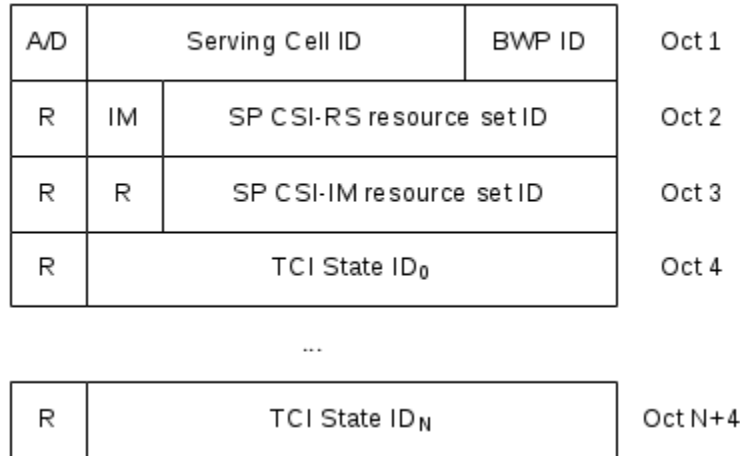 A/D Serving Cell ID BWP ID Oct 1
R IM SP CSI-RS resource set ID Oct 2
R R SP CSI-IM resource set ID Oct 3
R TCI State ID₀ Oct 4
...
R TCI State ID_N Oct N+4